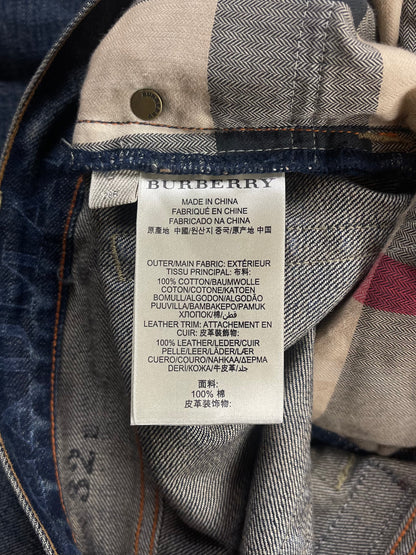 BURBERRY
MADE IN CHINA
FABRIQUÉ EN CHINE
FABRICADO NA CHINA
原產地 中國/원산지 중국/原产地 中国
OUTER/MAIN FABRIC: EXTÉRIEUR
TISSU PRINCIPAL: 布料:
100% COTTON/BAUMWOLLE
COTON/COTONE/KATOEN
BOMULL/ALGODON/ALGODÃO
PUUVILLA/BAMBAKEPO/PAMUK
ХЛОПОК/棉/قطن
LEATHER TRIM: ATTACHEMENT EN
CUIR: 皮革裝飾物:
100% LEATHER/LEDER/CUIR
PELLE/LEER/LÄDER/LÆR
CUERO/COURO/NAHKA/ΔΕΡΜΑ
DERİ/КОЖА/牛皮革/جلد
面料:
100% 棉
皮革装饰物:
32